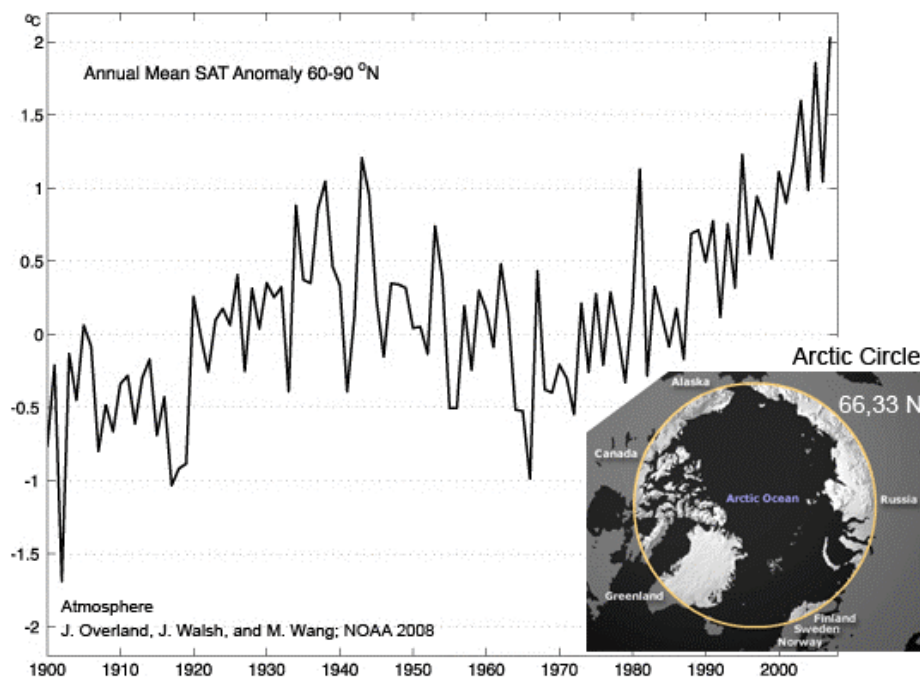 oC
2
Annual Mean SAT Anomaly 60-90 oN
1.5
1
0.5
0
-0.5
-1
-1.5
-2
Atmosphere
J. Overland, J. Walsh, and M. Wang; NOAA 2008
1900 1910 1920 1930 1940 1950 1960 1970 1980 1990 2000
Arctic Circle
66,33 N
Alaska
Canada
Arctic Ocean
Russia
Greenland
Finland
Sweden
Norway